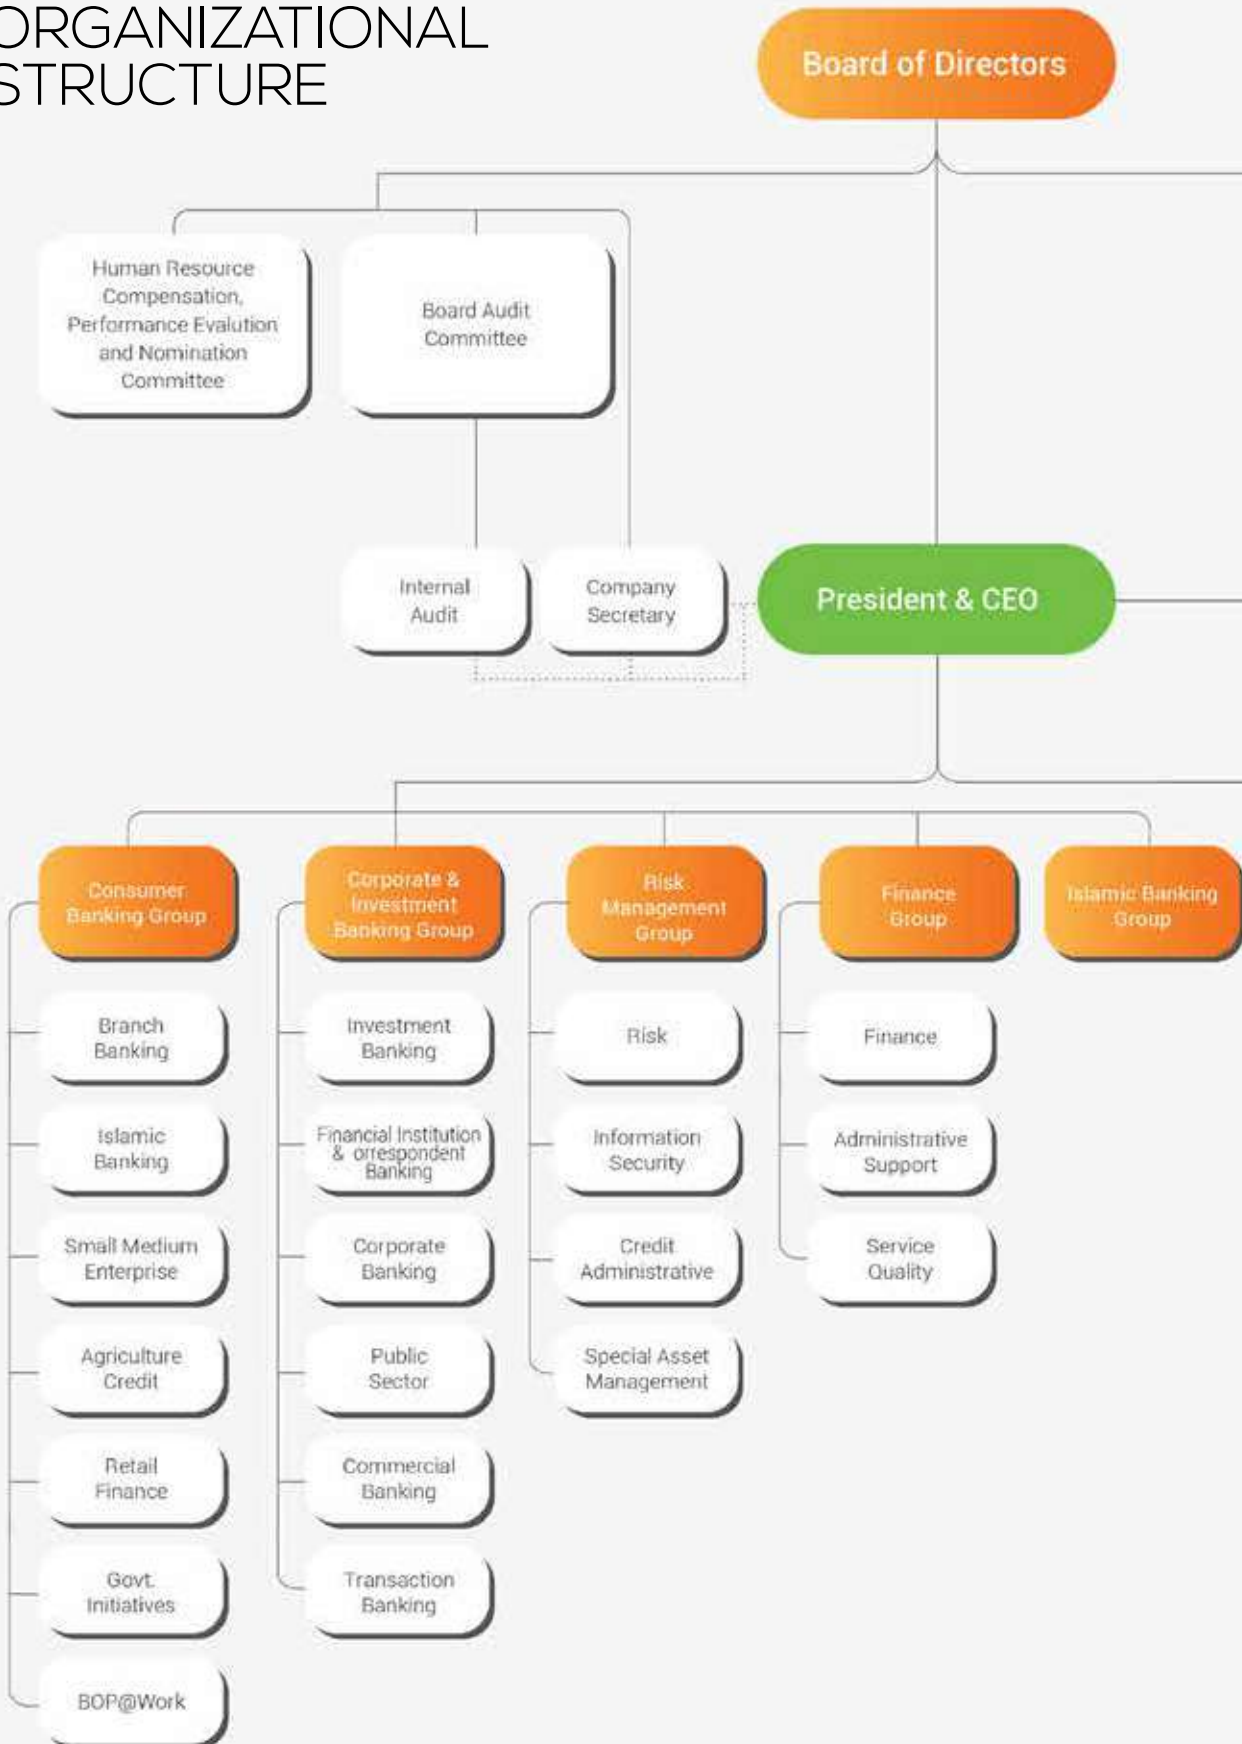 ORGANIZATIONAL
STRUCTURE
Board of Directors
Human Resource
Compensation,
Performance Evalution
and Nomination
Committee
Board Audit
Committee
Internal
Audit
Company
Secretary
President & CEO
Consumer
Banking Group
Branch
Banking
Islamic
Banking
Small Medium
Enterprise
Agriculture
Credit
Retail
Finance
Govt.
Initiatives
BOP@Work
Corporate &
Investment
Banking Group
Investment
Banking
Financial Institution
& orrespondent
Banking
Corporate
Banking
Public
Sector
Commercial
Banking
Transaction
Banking
Risk
Management
Group
Risk
Information
Security
Credit
Administrative
Special Asset
Management
Finance
Group
Finance
Administrative
Support
Service
Quality
Islamic Banking
Group